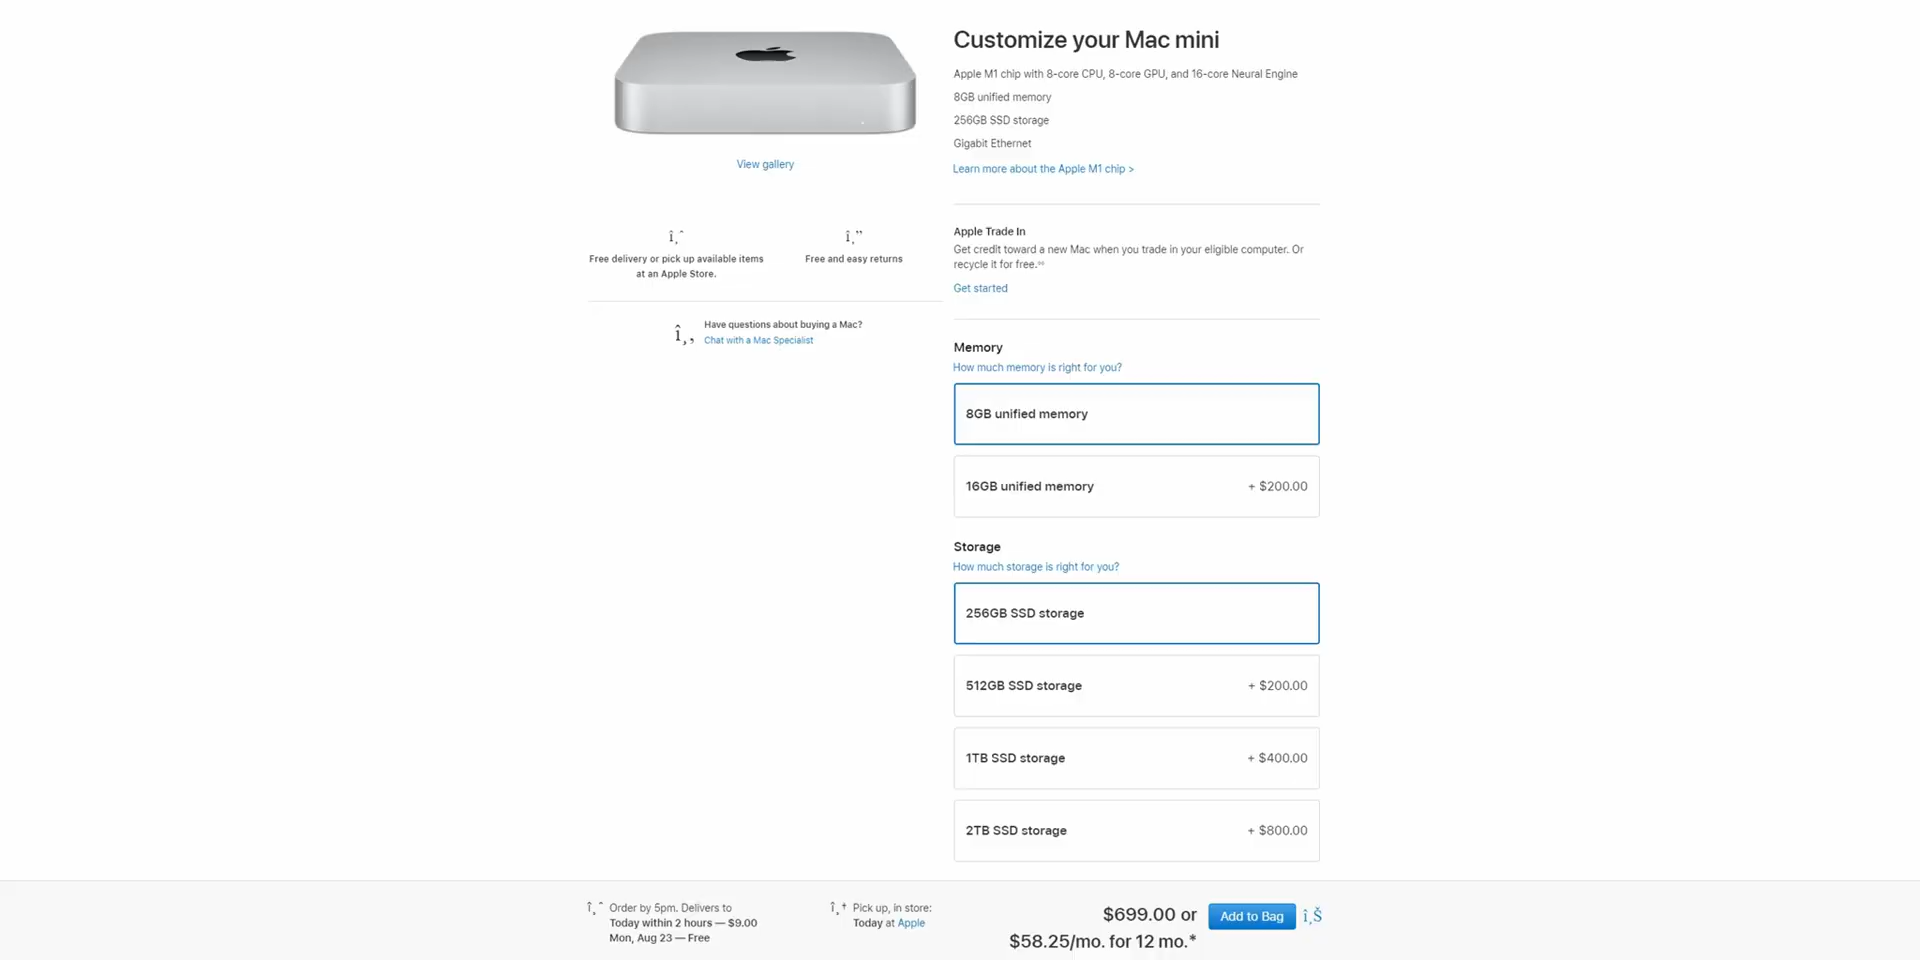 Customize your Mac mini
Apple M1 chip with 8-core CPU, 8-core GPU, and 16-core Neural Engine
8GB unified memory
256GB SSD storage
Gigabit Ethernet
Learn more about the Apple M1 chip >
View gallery
î¸ˆ
Free delivery or pick up available items
at an Apple Store.
î¸”
Free and easy returns
î¸‚
Have questions about buying a Mac?
Chat with a Mac Specialist
Apple Trade In
Get credit toward a new Mac when you trade in your eligible computer. Or
recycle it for free.
Get started
Memory
How much memory is right for you?
8GB unified memory
16GB unified memory + $200.00
Storage
How much storage is right for you?
256GB SSD storage
512GB SSD storage + $200.00
1TB SSD storage + $400.00
2TB SSD storage + $800.00
î¸ˆ Order by 5pm. Delivers to
Today within 2 hours — $9.00
Mon, Aug 23 — Free
î¸† Pick up, in store:
Today at Apple
$699.00 or
$58.25/mo. for 12 mo.*
Add to Bag î¸Š